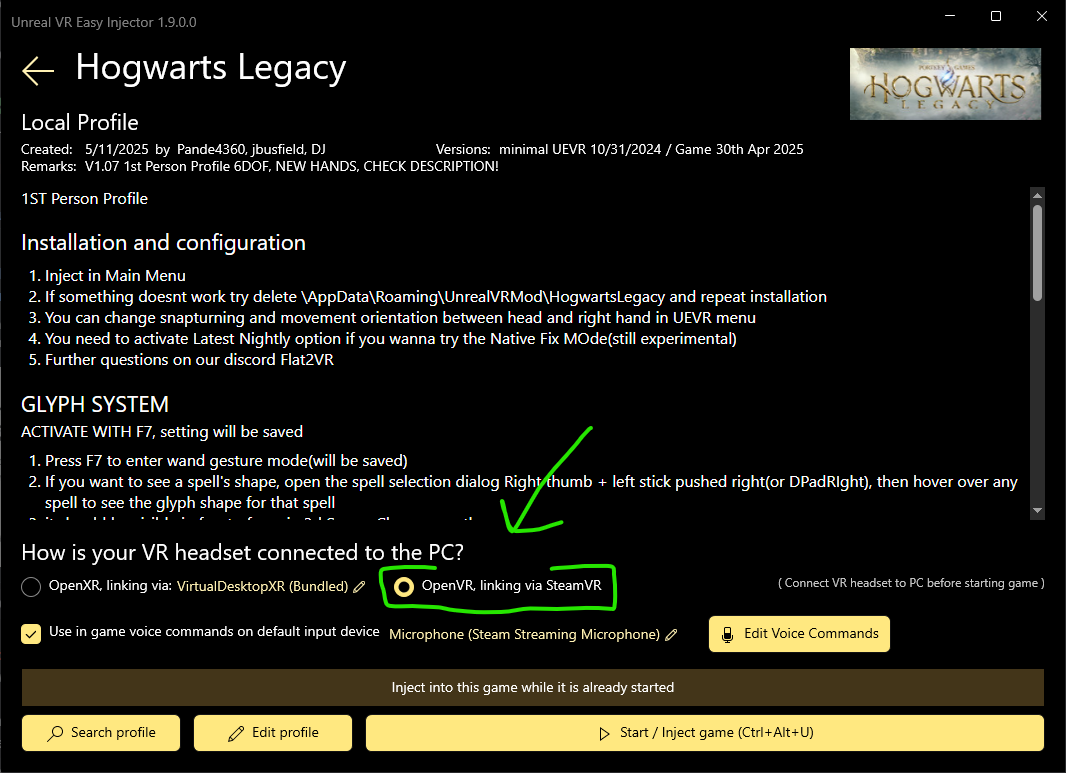 Unreal VR Easy Injector 1.9.0.0
Hogwarts Legacy
PORTKEY GAMES
HOGWARTS
LEGACY
Local Profile
Created: 5/11/2025 by Pande4360, jbusfield, DJ Versions: minimal UEVR 10/31/2024 / Game 30th Apr 2025
Remarks: V1.07 1st Person Profile 6DOF, NEW HANDS, CHECK DESCRIPTION!
1ST Person Profile
Installation and configuration
1. Inject in Main Menu
2. If something doesnt work try delete \AppData\Roaming\UnrealVRMod\HogwartsLegacy and repeat installation
3. You can change snapturning and movement orientation between head and right hand in UEVR menu
4. You need to activate Latest Nightly option if you wanna try the Native Fix MOde(still experimental)
5. Further questions on our discord Flat2VR
GLYPH SYSTEM
ACTIVATE WITH F7, setting will be saved
1. Press F7 to enter wand gesture mode(will be saved)
2. If you want to see a spell's shape, open the spell selection dialog Right thumb + left stick pushed right(or DPadRIght), then hover over any
spell to see the glyph shape for that spell
How is your VR headset connected to the PC?
OpenXR, linking via: VirtualDesktopXR (Bundled) OpenVR, linking via SteamVR ( Connect VR headset to PC before starting game )
Use in game voice commands on default input device Microphone (Steam Streaming Microphone) Edit Voice Commands
Inject into this game while it is already started
Search profile Edit profile Start / Inject game (Ctrl+Alt+U)